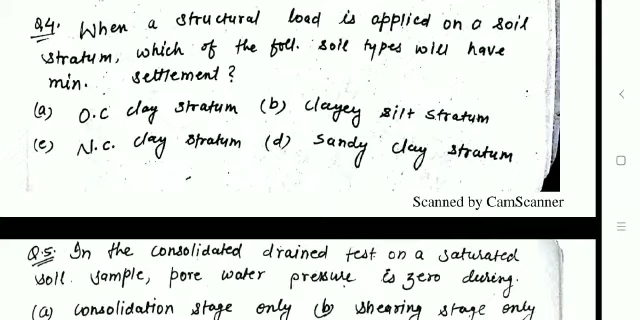 Q4. When a structural load is applied on a soil
stratum, which of the foll. soil types will have
min. settlement?
(a) O.C clay stratum (b) clayey silt stratum
(c) N.C. clay stratum (d) Sandy clay stratum
Scanned by CamScanner
Q.5. In the consolidated drained test on a saturated
soil sample, pore water pressure is zero during.
(a) consolidation stage only (b) shearing stage only